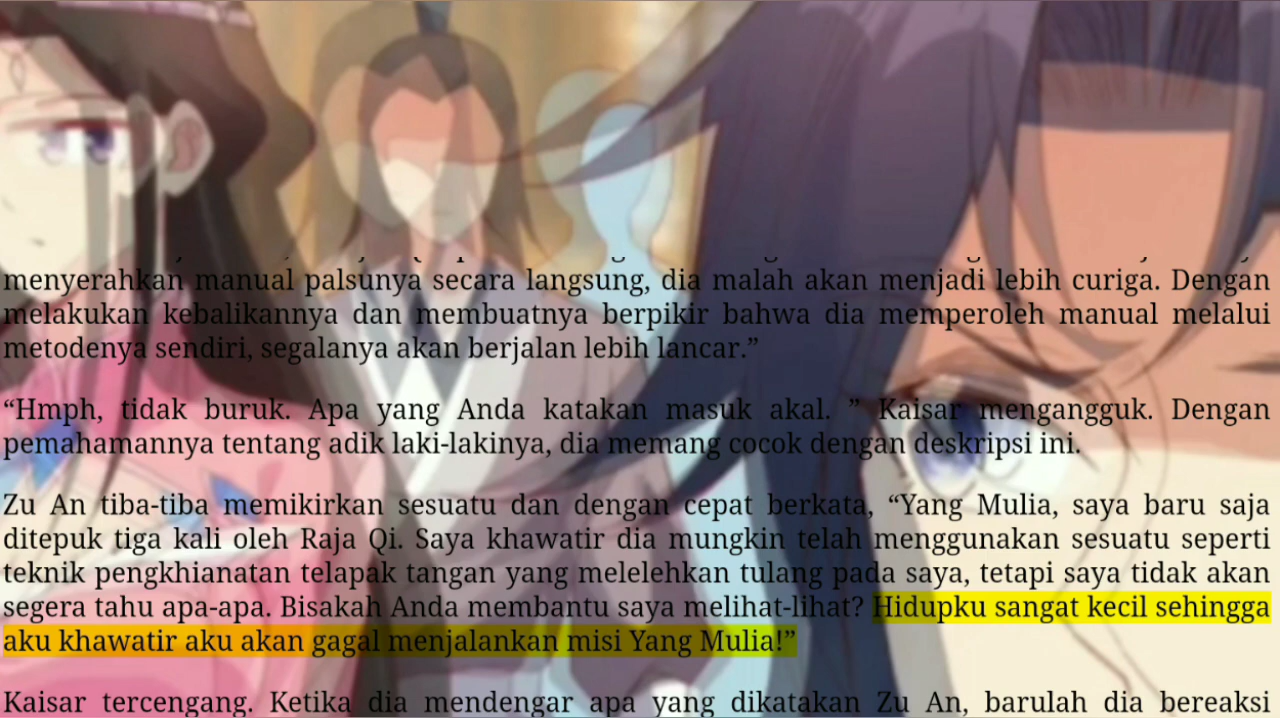 menyerahkan manual palsunya secara langsung, dia malah akan menjadi lebih curiga. Dengan
melakukan kebalikannya dan membuatnya berpikir bahwa dia memperoleh manual melalui
metodenya sendiri, segalanya akan berjalan lebih lancar.”
“Hmph, tidak buruk. Apa yang Anda katakan masuk akal. ” Kaisar mengangguk. Dengan
pemahamannya tentang adik laki-lakinya, dia memang cocok dengan deskripsi ini.
Zu An tiba-tiba memikirkan sesuatu dan dengan cepat berkata, “Yang Mulia, saya baru saja
ditepuk tiga kali oleh Raja Qi. Saya khawatir dia mungkin telah menggunakan sesuatu seperti
teknik pengkhianatan telapak tangan yang melelehkan tulang pada saya, tetapi saya tidak akan
segera tahu apa-apa. Bisakah Anda membantu saya melihat-lihat? Hidupku sangat kecil sehingga
aku khawatir aku akan gagal menjalankan misi Yang Mulia!”
Kaisar tercengang. Ketika dia mendengar apa yang dikatakan Zu An, barulah dia bereaksi